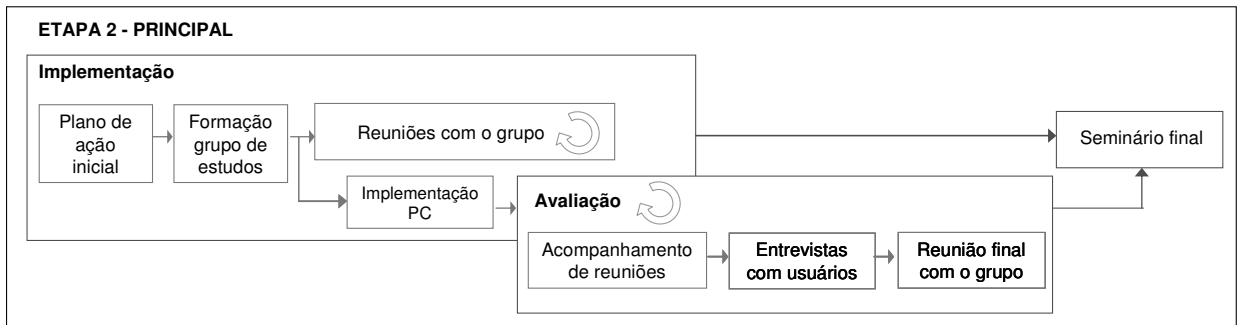 ETAPA 2 - PRINCIPAL
Implementação
Plano de
ação
inicial
Formação
grupo de
estudos
Reuniões com o grupo
Seminário final
Implementação
PC
Avaliação
Acompanhamento
de reuniões
Entrevistas
com usuários
Reunião final
com o grupo